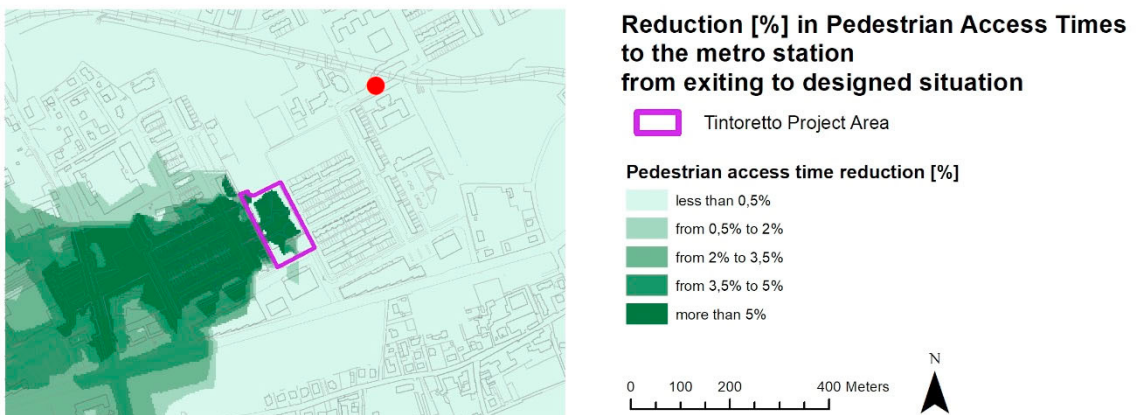 Reduction [%] in Pedestrian Access Times
to the metro station
from exiting to designed situation
Tintoretto Project Area
Pedestrian access time reduction [%]
less than 0,5%
from 0,5% to 2%
from 2% to 3,5%
from 3,5% to 5%
more than 5%
N
0 100 200 400 Meters